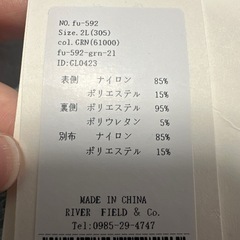 NO.fu-592
Size.2L(305)
col.GRN(61000)
fu-592-grn-21
ID:CL0423
表側 ナイロン 85%
ポリエステル 15%
裏側 ポリエステル 95%
ポリウレタン 5%
別布 ナイロン 85%
ポリエステル 15%
MADE IN CHINA
RIVER FIELD & Co.
Tel:0985-29-4747